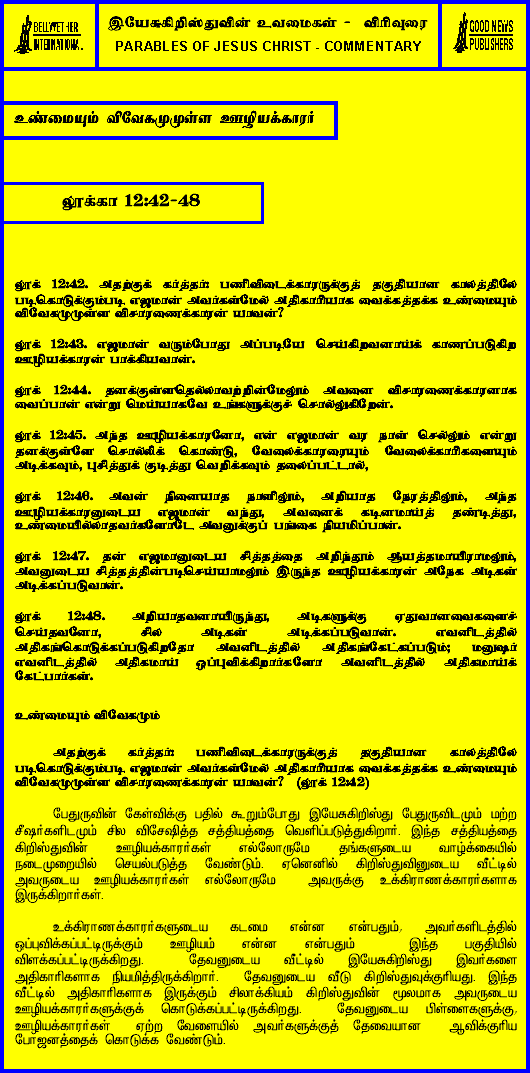 BELLWETHER
INTERNATIONAL
இயேசுகிறிஸ்துவின் உவமைகள் - விரிவுரை
PARABLES OF JESUS CHRIST - COMMENTARY
GOOD NEWS
PUBLISHERS
உண்மையும் விவேகமுமுள்ள ஊழியக்காரர்
லூக்கா 12:42-48
லூக் 12:42. அதற்குக் கர்த்தர்: பணிவிடைக்காரருக்குத் தகுதியான காலத்திலே
படிகொடுக்கும்படி எஜமான் அவர்கள்மேல் அதிகாரியாக வைக்கத்தக்க உண்மையும்
விவேகமுமுள்ள விசாரணைக்காரன் யாவன்?
லூக் 12:43. எஜமான் வரும்போது அப்படியே செய்கிறவனாய்க் காணப்படுகிற
ஊழியக்காரன் பாக்கியவான்.
லூக் 12:44. தனக்குள்ளதெல்லாவற்றின்மேலும் அவனை விசாரணைக்காரனாக
வைப்பான் என்று மெய்யாகவே உங்களுக்குச் சொல்லுகிறேன்.
லூக் 12:45. அந்த ஊழியக்காரனோ, என் எஜமான் வர நாள் செல்லும் என்று
தனக்குள்ளே சொல்லிக் கொண்டு, வேலைக்காரரையும் வேலைக்காரிகளையும்
அடிக்கவும், புசித்துக் குடித்து வெறிக்கவும் தலைப்பட்டால்,
லூக் 12:46. அவன் நினையாத நாளிலும், அறியாத நேரத்திலும், அந்த
ஊழியக்காரனுடைய எஜமான் வந்து, அவனைக் கடினமாய்த் தண்டித்து,
உண்மையில்லாதவர்களோடே அவனுக்குப் பங்கை நியமிப்பான்.
லூக் 12:47. தன் எஜமானுடைய சித்தத்தை அறிந்தும் ஆயத்தமாயிராமலும்,
அவனுடைய சித்தத்தின்படிசெய்யாமலும் இருந்த ஊழியக்காரன் அநேக அடிகள்
அடிக்கப்படுவான்.
லூக் 12:48. அறியாதவனாயிருந்து, அடிகளுக்கு ஏதுவானவைகளைச்
செய்தவனோ, சில அடிகள் அடிக்கப்படுவான். எவனிடத்தில்
அதிகங்கொடுக்கப்படுகிறதோ அவனிடத்தில் அதிகங்கேட்கப்படும்; மனுஷர்
எவனிடத்தில் அதிகமாய் ஒப்புவிக்கிறார்களோ அவனிடத்தில் அதிகமாய்க்
கேட்பார்கள்.
உண்மையும் விவேகமும்
அதற்குக் கர்த்தர்: பணிவிடைக்காரருக்குத் தகுதியான காலத்திலே
படிகொடுக்கும்படி எஜமான் அவர்கள்மேல் அதிகாரியாக வைக்கத்தக்க உண்மையும்
விவேகமுமுள்ள விசாரணைக்காரன் யாவன்? (லூக் 12:42)
பேதுருவின் கேள்விக்கு பதில் கூறும்போது இயேசுகிறிஸ்து பேதுருவிடமும் மற்ற
சீஷர்களிடமும் சில விசேஷித்த சத்தியத்தை வெளிப்படுத்துகிறார். இந்த சத்தியத்தை
கிறிஸ்துவின் ஊழியக்காரர்கள் எல்லோருமே தங்களுடைய வாழ்க்கையில்
நடைமுறையில் செயல்படுத்த வேண்டும். ஏனெனில் கிறிஸ்துவினுடைய வீட்டில்
அவருடைய ஊழியக்காரர்கள் எல்லோருமே அவருக்கு உக்கிராணக்காரர்களாக
இருக்கிறார்கள்.
உக்கிராணக்காரர்களுடைய கடமை என்ன என்பதும், அவர்களிடத்தில்
ஒப்புவிக்கப்பட்டிருக்கும் ஊழியம் என்ன என்பதும் இந்த பகுதியில்
விளக்கப்பட்டிருக்கிறது. தேவனுடைய வீட்டில் இயேசுகிறிஸ்து இவர்களை
அதிகாரிகளாக நியமித்திருக்கிறார். தேவனுடைய வீடு கிறிஸ்துவுக்குரியது. இந்த
வீட்டில் அதிகாரிகளாக இருக்கும் சிலாக்கியம் கிறிஸ்துவின் மூலமாக அவருடைய
ஊழியக்காரர்களுக்குக் கொடுக்கப்பட்டிருக்கிறது. தேவனுடைய பிள்ளைகளுக்கு,
ஊழியக்காரர்கள் ஏற்ற வேளையில் அவர்களுக்குத் தேவையான ஆவிக்குரிய
போஜனத்தைக் கொடுக்க வேண்டும்.